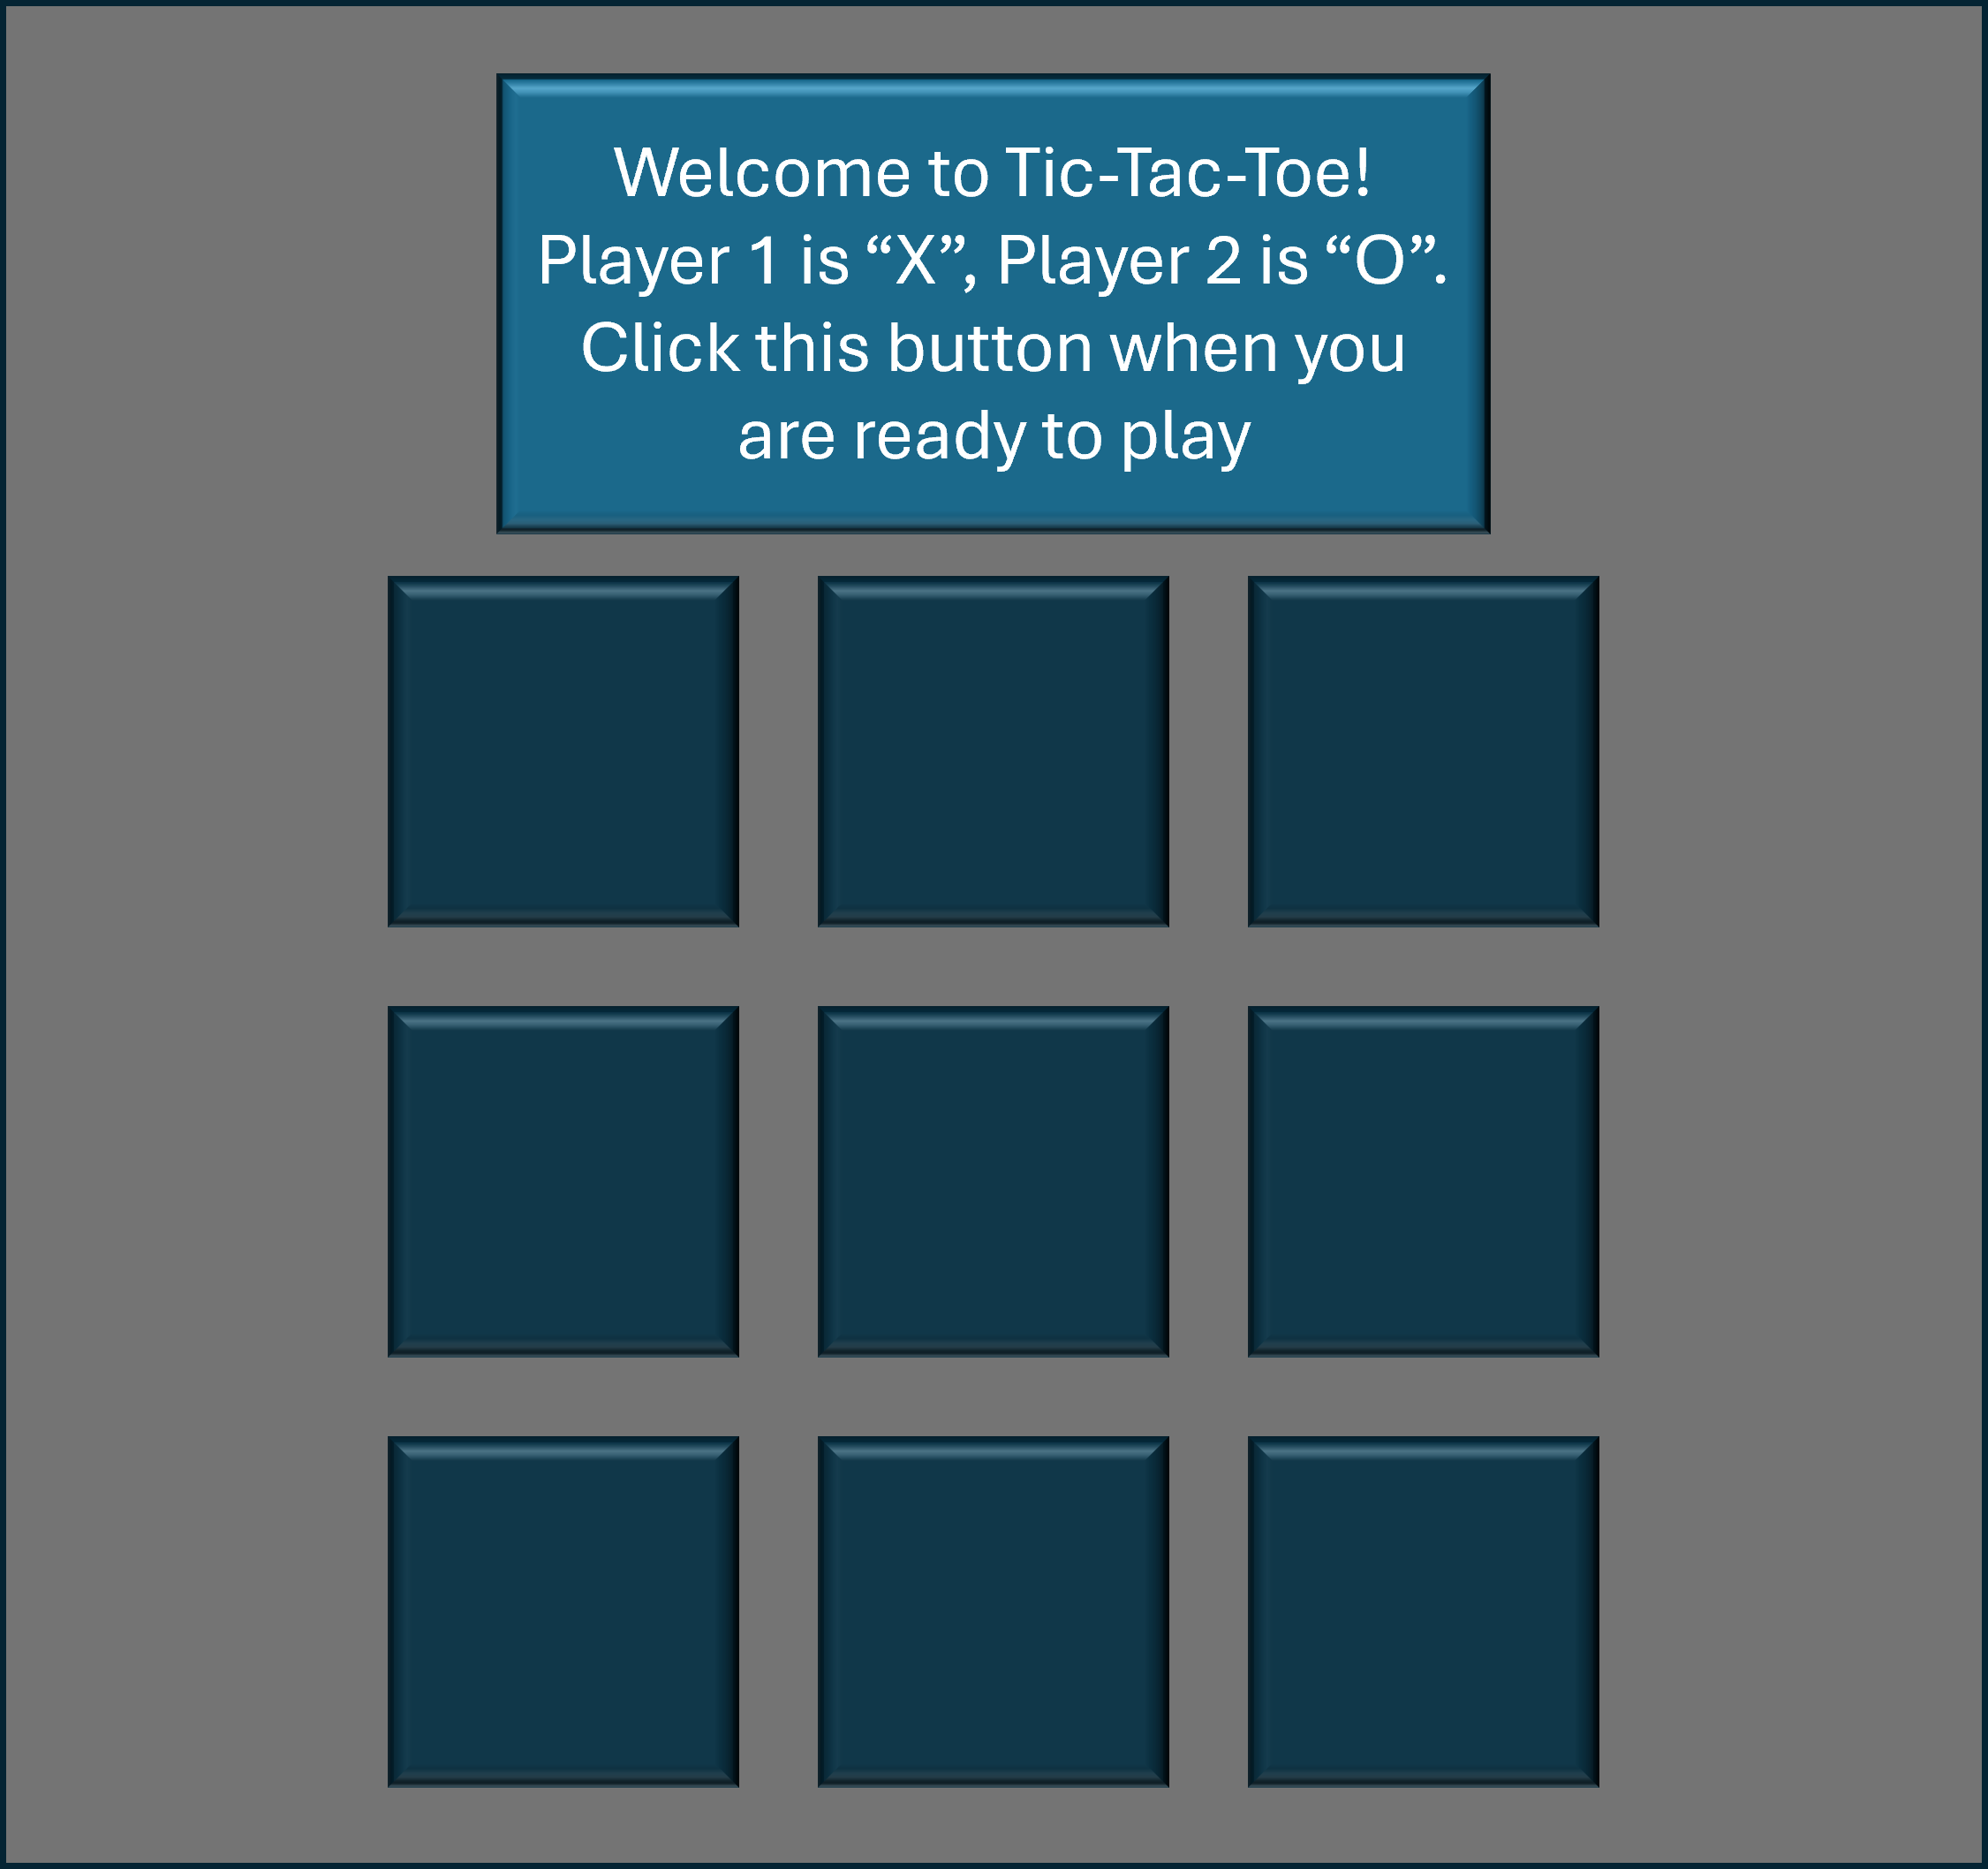 Welcome to Tic-Tac-Toe!
Player 1 is “X”, Player 2 is “O”.
Click this button when you
are ready to play